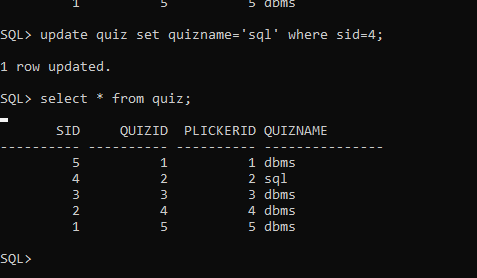 1          5          5 dbms
SQL> update quiz set quizname='sql' where sid=4;
1 row updated.
SQL> select * from quiz;
       SID     QUIZID  PLICKERID QUIZNAME
---------- ---------- ---------- ---------------
         5          1          1 dbms
         4          2          2 sql
         3          3          3 dbms
         2          4          4 dbms
         1          5          5 dbms
SQL>